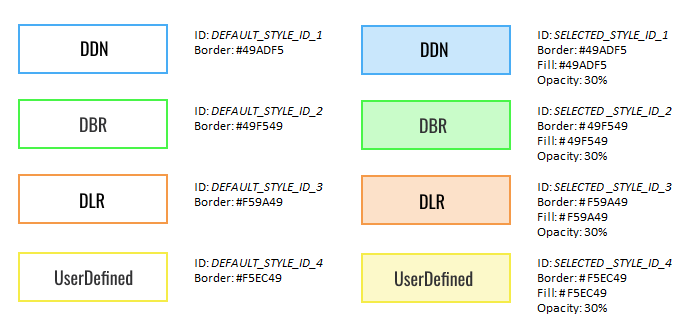 DDN
ID: DEFAULT_STYLE_ID_1
Border: #49ADF5
DDN
ID: SELECTED_STYLE_ID_1
Border: #49ADF5
Fill: #49ADF5
Opacity: 30%
DBR
ID: DEFAULT_STYLE_ID_2
Border: #49F549
DBR
ID: SELECTED _STYLE_ID_2
Border: # 49F549
Fill: # 49F549
Opacity: 30%
DLR
ID: DEFAULT_STYLE_ID_3
Border: #F59A49
DLR
ID: SELECTED _STYLE_ID_3
Border: #F59A49
Fill: # F59A49
Opacity: 30%
UserDefined
ID: DEFAULT_STYLE_ID_4
Border: #F5EC49
UserDefined
ID: SELECTED _STYLE_ID_4
Border: # F5EC49
Fill: # F5EC49
Opacity: 30%